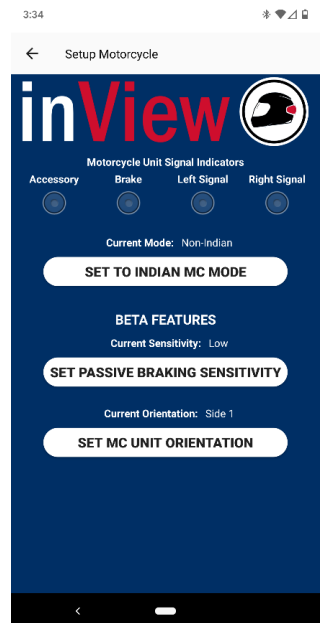 3:34
Setup Motorcycle
inView
Motorcycle Unit Signal Indicators
Accessory Brake Left Signal Right Signal
Current Mode: Non-Indian
SET TO INDIAN MC MODE
BETA FEATURES
Current Sensitivity: Low
SET PASSIVE BRAKING SENSITIVITY
Current Orientation: Side 1
SET MC UNIT ORIENTATION